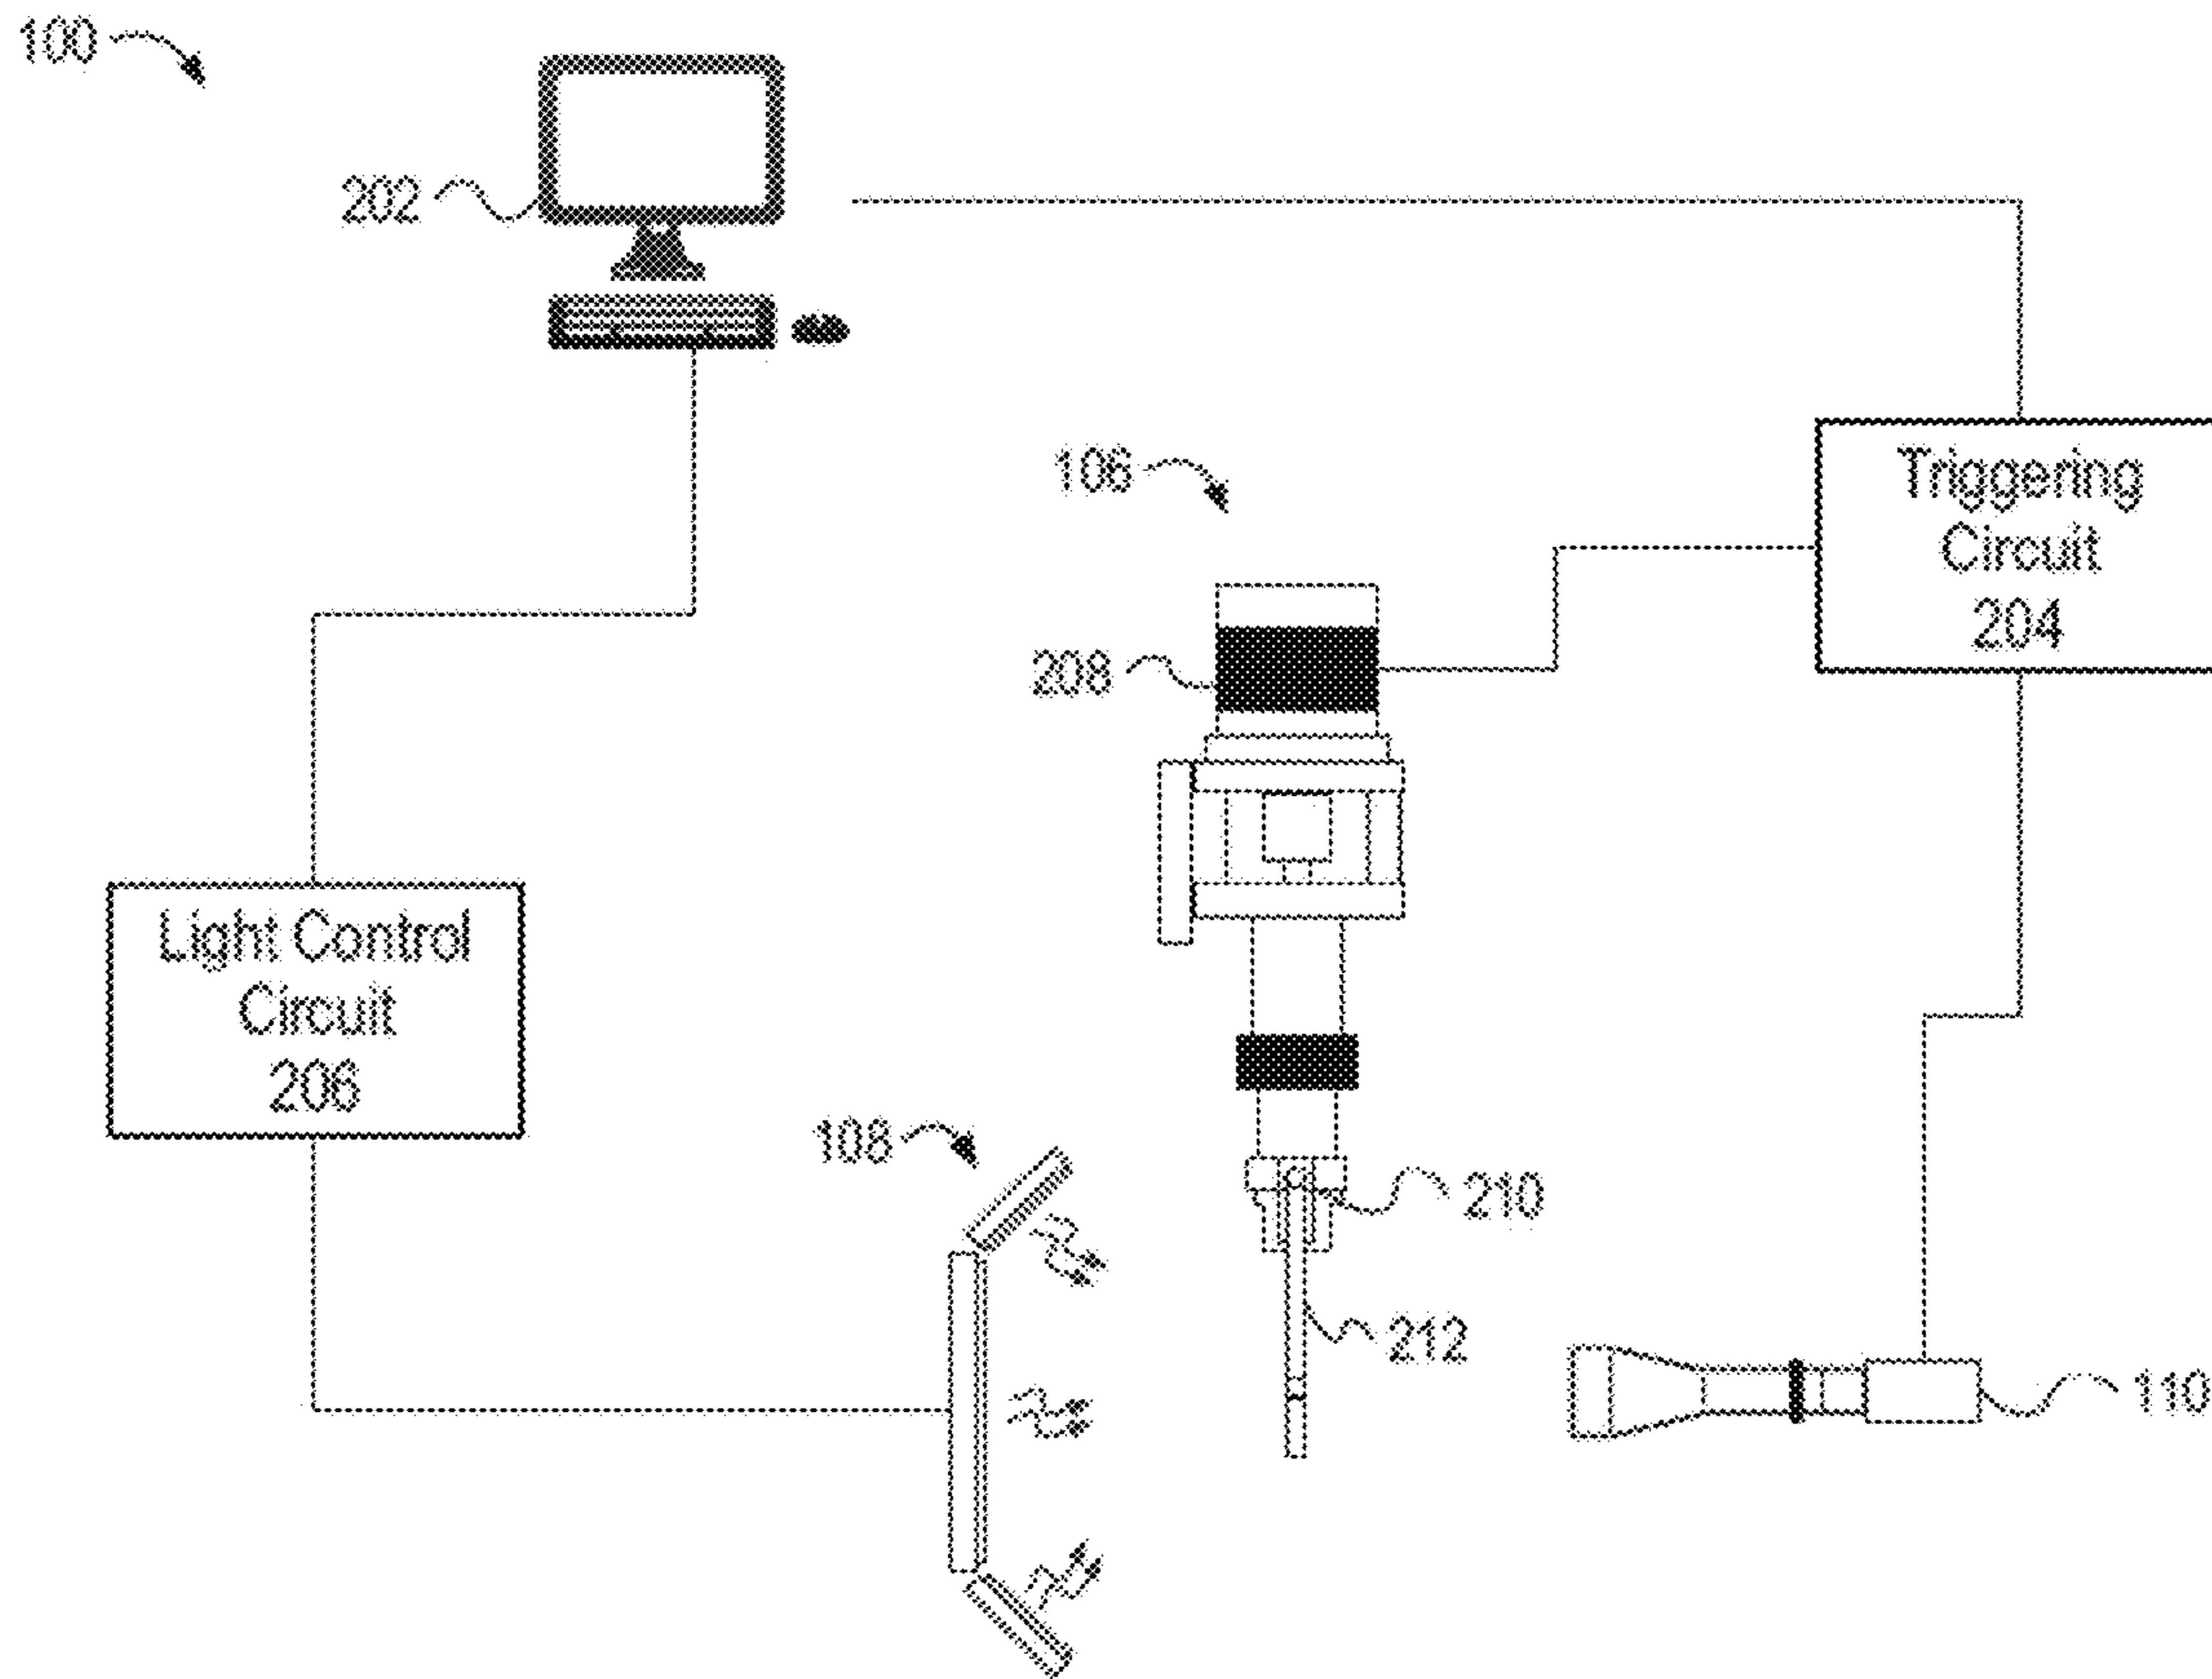 100
202
106
Triggering
Circuit
204
208
Light Control
Circuit
206
108
210
212
110